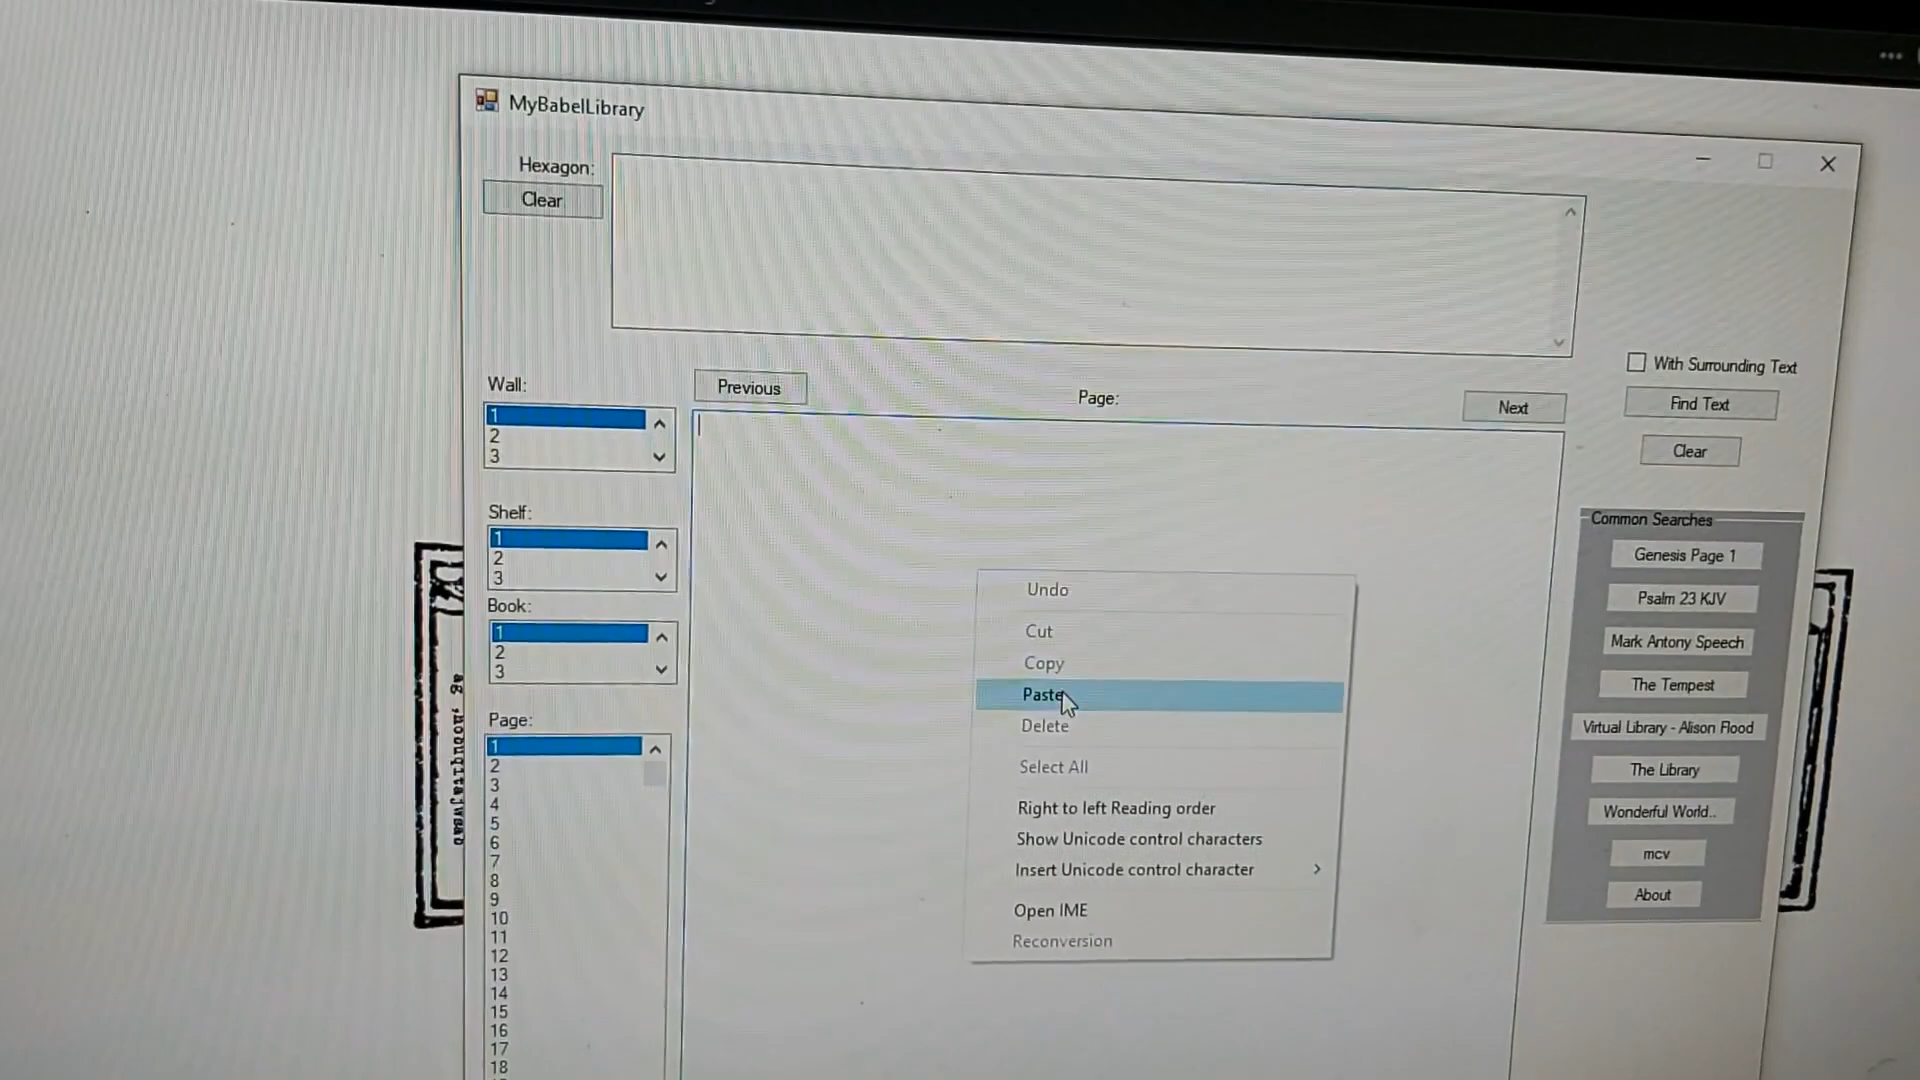 MyBabelLibrary
Hexagon:
Clear
With Surrounding Text
Find Text
Clear
Wall:
1
2
3
Previous
Page:
Next
Shelf:
1
2
3
Book:
1
2
3
Page:
1
2
3
4
5
6
7
8
9
10
11
12
13
14
15
16
17
18
Undo
Cut
Copy
Paste
Delete
Select All
Right to left Reading order
Show Unicode control characters
Insert Unicode control character
Open IME
Reconversion
Common Searches
Genesis Page 1
Psalm 23 KJV
Mark Antony Speech
The Tempest
Virtual Library - Alison Flood
The Library
Wonderful World..
mcv
About